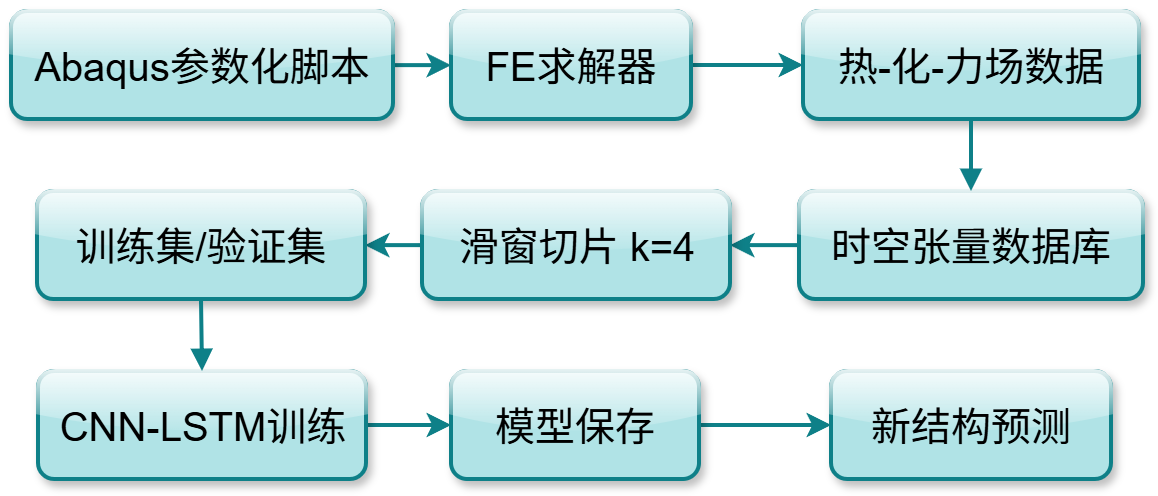 Abaqus参数化脚本
FE求解器
热-化-力场数据
时空张量数据库
滑窗切片 k=4
训练集/验证集
CNN-LSTM训练
模型保存
新结构预测